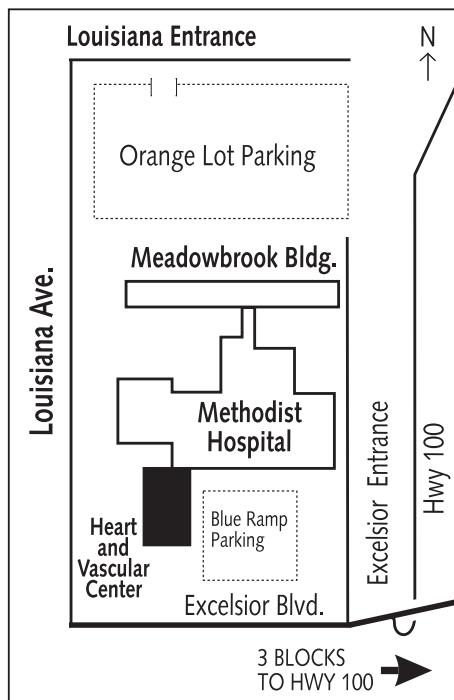 Louisiana Entrance
N
Orange Lot Parking
Meadowbrook Bldg.
Louisiana Ave.
Methodist
Hospital
Excelsior Entrance
Hwy 100
Heart
and
Vascular
Center
Blue Ramp
Parking
Excelsior Blvd.
3 BLOCKS
TO HWY 100